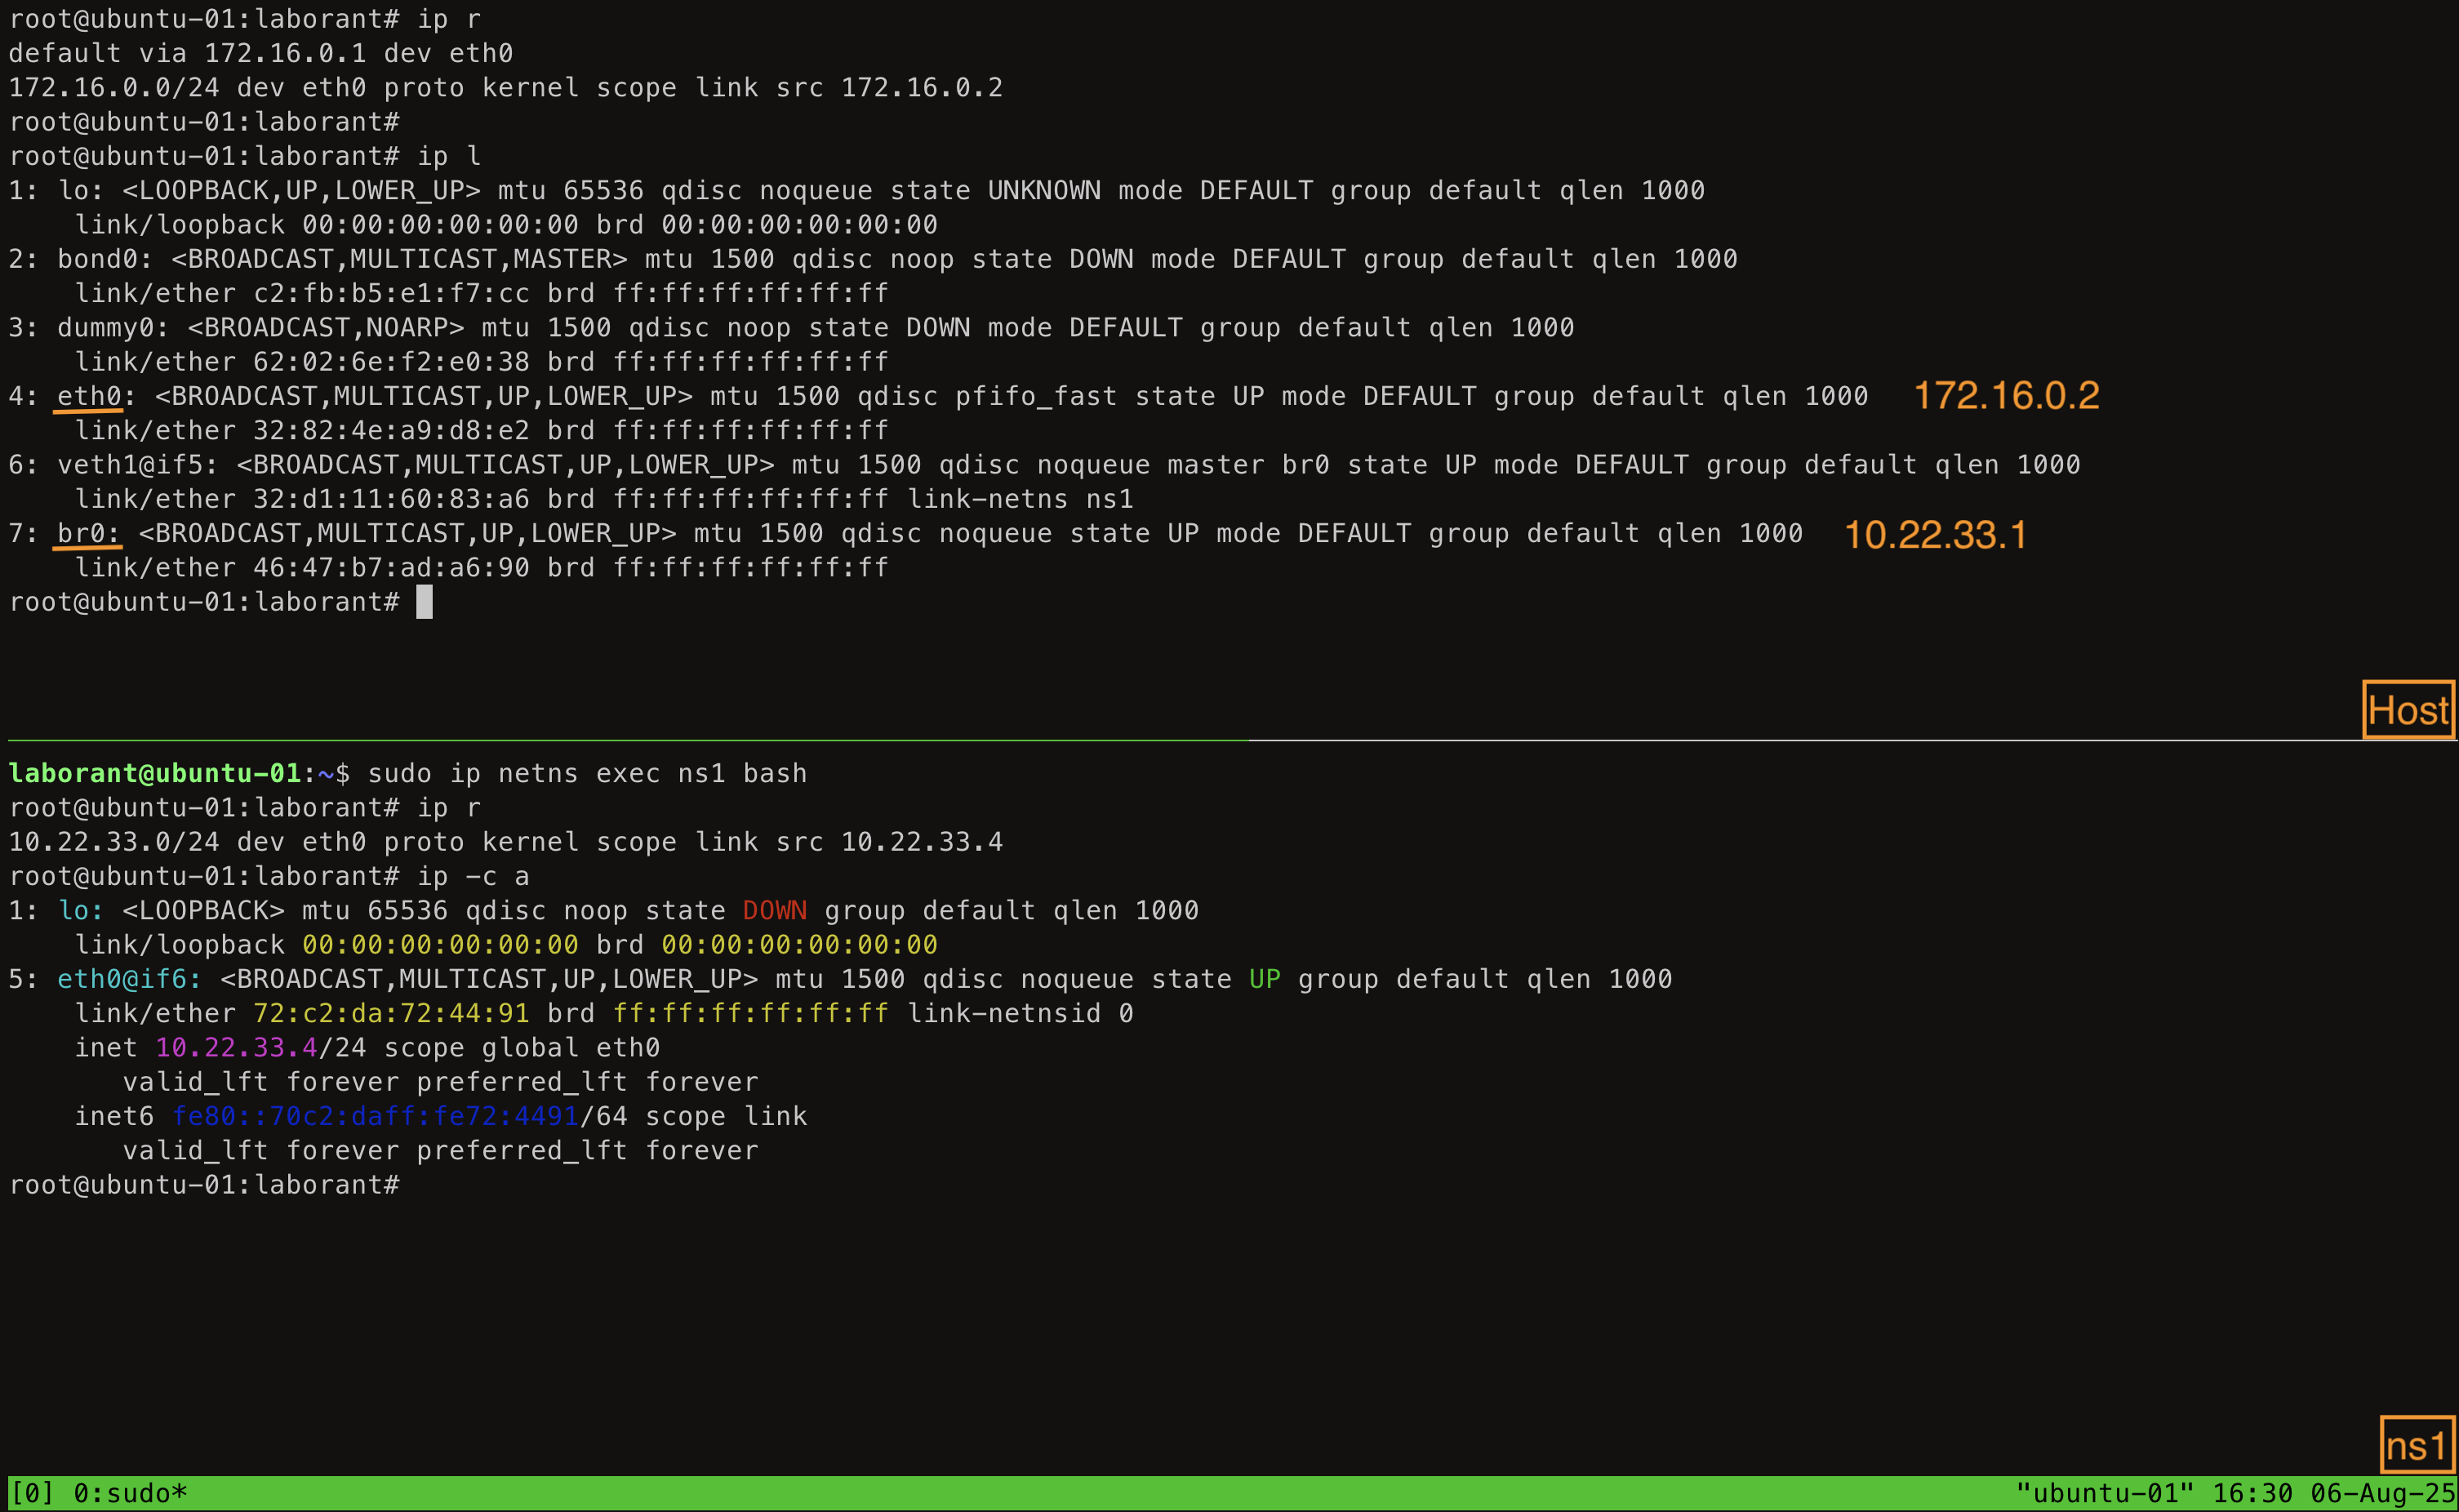 root@ubuntu-01:laborant# ip r
default via 172.16.0.1 dev eth0
172.16.0.0/24 dev eth0 proto kernel scope link src 172.16.0.2
root@ubuntu-01:laborant#
root@ubuntu-01:laborant# ip l
1: lo: <LOOPBACK,UP,LOWER_UP> mtu 65536 qdisc noqueue state UNKNOWN mode DEFAULT group default qlen 1000
    link/loopback 00:00:00:00:00:00 brd 00:00:00:00:00:00
2: bond0: <BROADCAST,MULTICAST,MASTER> mtu 1500 qdisc noop state DOWN mode DEFAULT group default qlen 1000
    link/ether c2:fb:b5:e1:f7:cc brd ff:ff:ff:ff:ff:ff
3: dummy0: <BROADCAST,NOARP> mtu 1500 qdisc noop state DOWN mode DEFAULT group default qlen 1000
    link/ether 62:02:6e:f2:e0:38 brd ff:ff:ff:ff:ff:ff
4: eth0: <BROADCAST,MULTICAST,UP,LOWER_UP> mtu 1500 qdisc pfifo_fast state UP mode DEFAULT group default qlen 1000 172.16.0.2
    link/ether 32:82:4e:a9:d8:e2 brd ff:ff:ff:ff:ff:ff
6: veth1@if5: <BROADCAST,MULTICAST,UP,LOWER_UP> mtu 1500 qdisc noqueue master br0 state UP mode DEFAULT group default qlen 1000
    link/ether 32:d1:11:60:83:a6 brd ff:ff:ff:ff:ff:ff link-netns ns1
7: br0: <BROADCAST,MULTICAST,UP,LOWER_UP> mtu 1500 qdisc noqueue state UP mode DEFAULT group default qlen 1000 10.22.33.1
    link/ether 46:47:b7:ad:a6:90 brd ff:ff:ff:ff:ff:ff
root@ubuntu-01:laborant#
Host
laborant@ubuntu-01:~$ sudo ip netns exec ns1 bash
root@ubuntu-01:laborant# ip r
10.22.33.0/24 dev eth0 proto kernel scope link src 10.22.33.4
root@ubuntu-01:laborant# ip -c a
1: lo: <LOOPBACK> mtu 65536 qdisc noop state DOWN group default qlen 1000
    link/loopback 00:00:00:00:00:00 brd 00:00:00:00:00:00
5: eth0@if6: <BROADCAST,MULTICAST,UP,LOWER_UP> mtu 1500 qdisc noqueue state UP group default qlen 1000
    link/ether 72:c2:da:72:44:91 brd ff:ff:ff:ff:ff:ff link-netnsid 0
    inet 10.22.33.4/24 scope global eth0
       valid_lft forever preferred_lft forever
    inet6 fe80::70c2:daff:fe72:4491/64 scope link
       valid_lft forever preferred_lft forever
root@ubuntu-01:laborant#
ns1
[0] 0:sudo* "ubuntu-01" 16:30 06-Aug-25